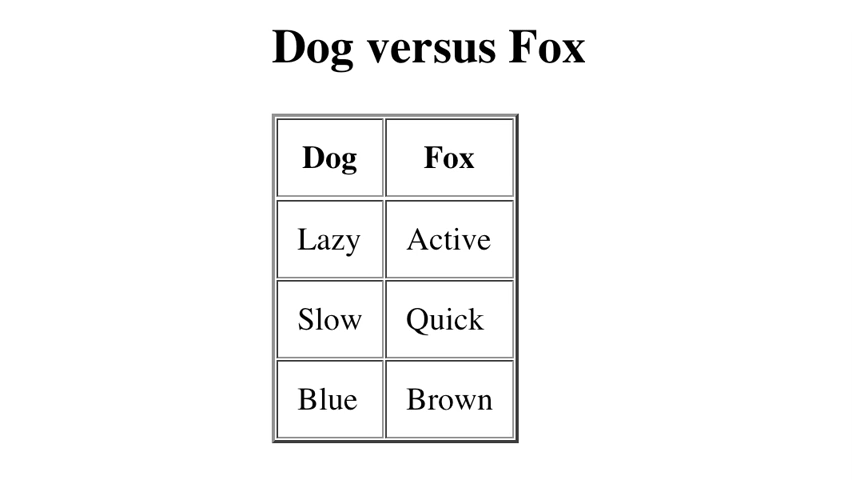 Dog versus Fox
Dog Fox
Lazy Active
Slow Quick
Blue Brown